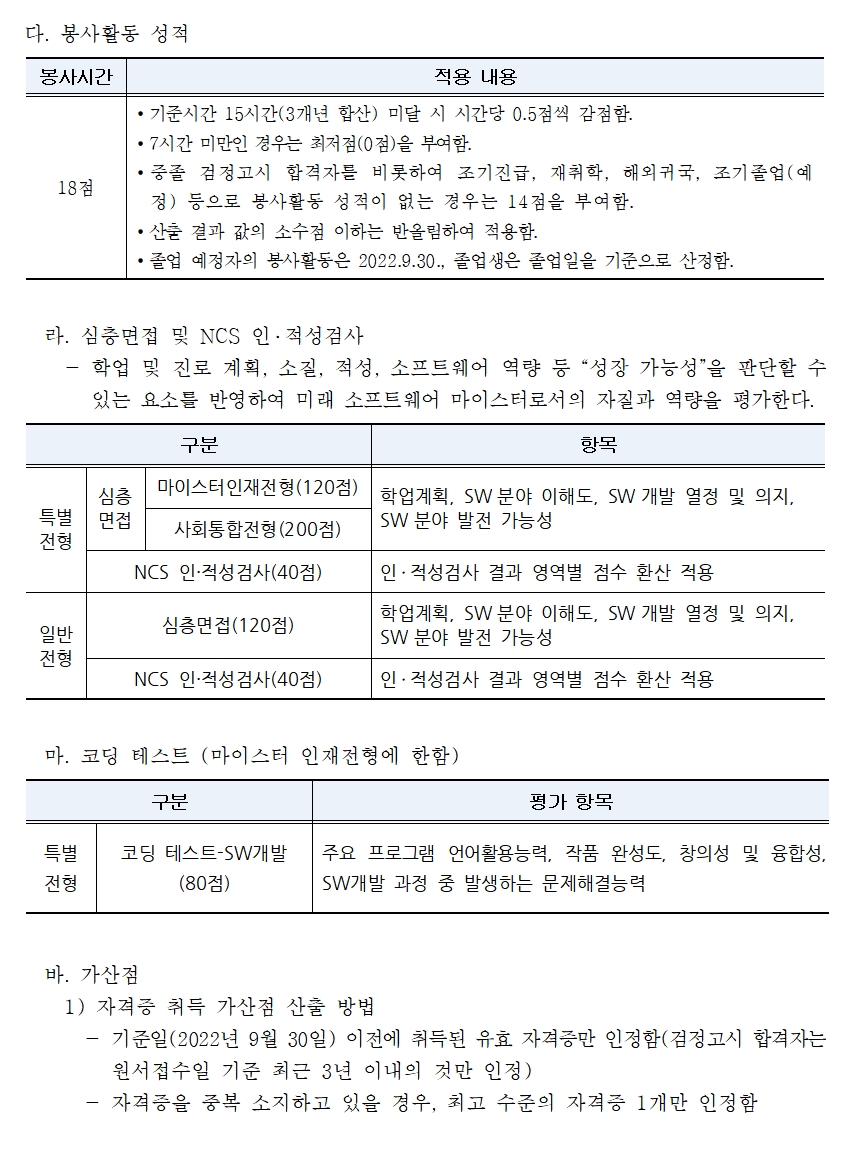 다. 봉사활동 성적
봉사시간 적용 내용
18점
• 기준시간 15시간(3개년 합산) 미달 시 시간당 0.5점씩 감점함.
• 7시간 미만인 경우는 최저점(0점)을 부여함.
• 중졸 검정고시 합격자를 비롯하여 조기진급, 재취학, 해외귀국, 조기졸업(예
정) 등으로 봉사활동 성적이 없는 경우는 14점을 부여함.
• 산출 결과 값의 소수점 이하는 반올림하여 적용함.
• 졸업 예정자의 봉사활동은 2022.9.30., 졸업생은 졸업일을 기준으로 산정함.
라. 심층면접 및 NCS 인·적성검사
- 학업 및 진로 계획, 소질, 적성, 소프트웨어 역량 등 “성장 가능성”을 판단할 수
있는 요소를 반영하여 미래 소프트웨어 마이스터로서의 자질과 역량을 평가한다.
구분 항목
특별
전형
심층
면접
마이스터인재전형(120점)
사회통합전형(200점)
학업계획, SW분야 이해도, SW개발 열정 및 의지,
SW분야 발전 가능성
NCS 인·적성검사(40점) 인·적성검사 결과 영역별 점수 환산 적용
일반
전형
심층면접(120점)
학업계획, SW분야 이해도, SW개발 열정 및 의지,
SW분야 발전 가능성
NCS 인·적성검사(40점) 인·적성검사 결과 영역별 점수 환산 적용
마. 코딩 테스트 (마이스터 인재전형에 한함)
구분 평가 항목
특별
전형
코딩 테스트-SW개발
(80점)
주요 프로그램 언어활용능력, 작품 완성도, 창의성 및 융합성,
SW개발 과정 중 발생하는 문제해결능력
바. 가산점
1) 자격증 취득 가산점 산출 방법
- 기준일(2022년 9월 30일) 이전에 취득된 유효 자격증만 인정함(검정고시 합격자는
원서접수일 기준 최근 3년 이내의 것만 인정)
- 자격증을 중복 소지하고 있을 경우, 최고 수준의 자격증 1개만 인정함